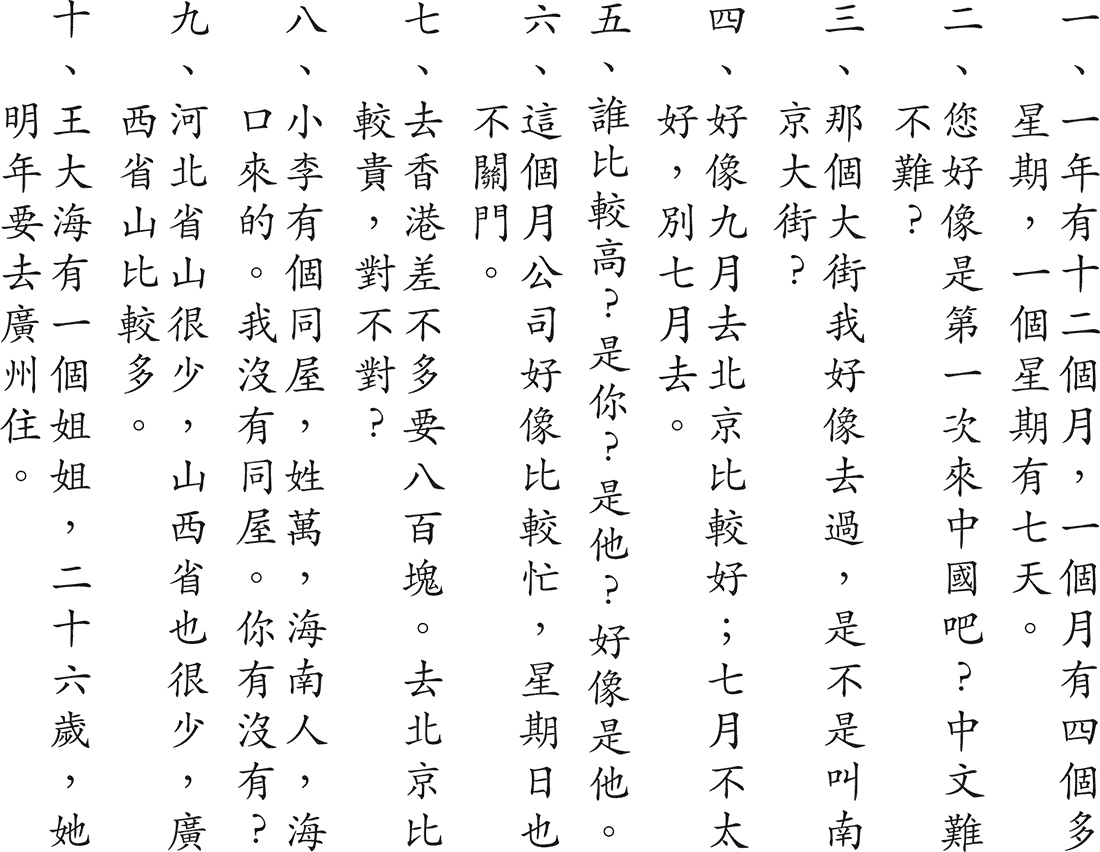 一、一年有十二個月，一個月有四個多
星期，一個星期有七天。
二、您好像是第一次來中國吧？中文難
不難？
三、那個大街我好像去過，是不是叫南
京大街？
四、好像九月去北京比較好；七月不太
好，別七月去。
五、誰比較高？是你？是他？好像是他。
六、這個月公司好像比較忙，星期日也
不關門。
七、去香港差不多要八百塊。去北京比
較貴，對不對？
八、小李有個同屋，姓萬，海南人，海
口來的。我沒有同屋。你有沒有？
九、河北省山很少，山西省也很少，廣
西省山比較多。
十、王大海有一個姐姐，二十六歲，她
明年要去廣州住。